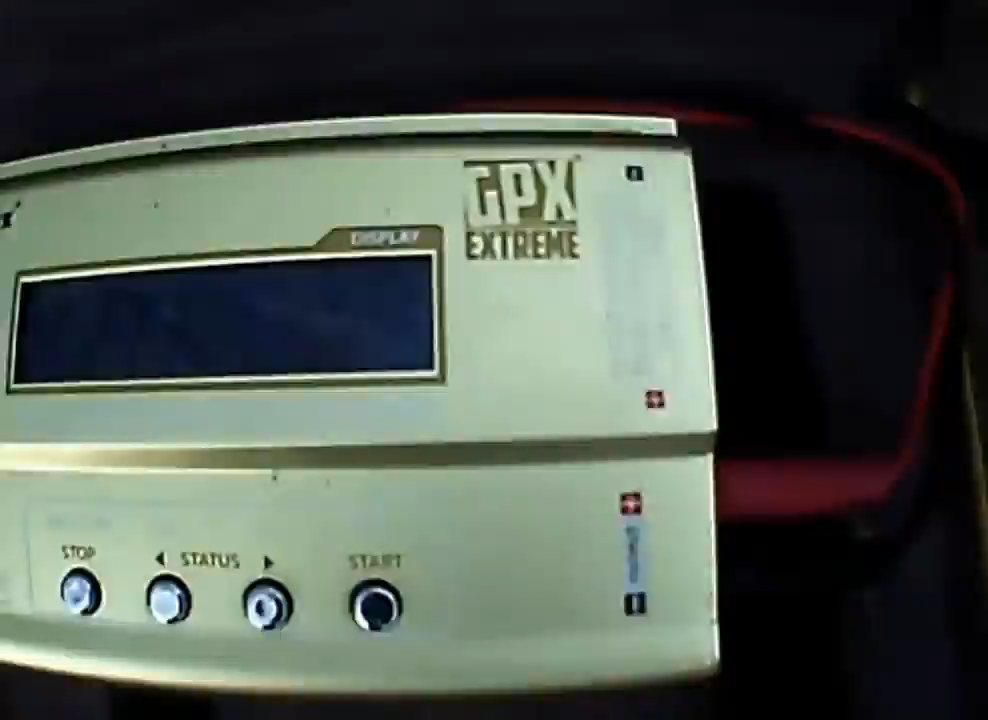 GPX
EXTREME
DISPLAY
STOP
STATUS
START